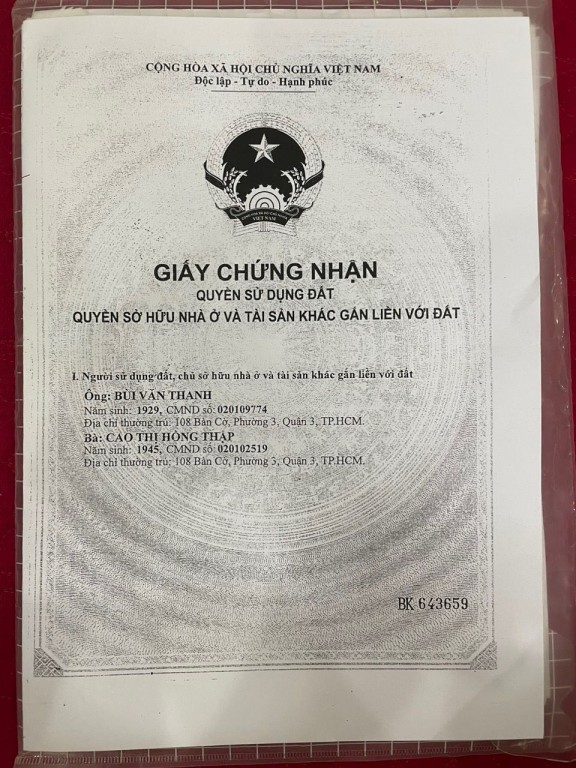 CỘNG HÒA XÃ HỘI CHỦ NGHĨA VIỆT NAM
Độc lập - Tự do - Hạnh phúc
VIỆT NAM
GIẤY CHỨNG NHẬN
QUYỀN SỬ DỤNG ĐẤT
QUYỀN SỞ HỮU NHÀ Ở VÀ TÀI SẢN KHÁC GẮN LIỀN VỚI ĐẤT
I. Người sử dụng đất, chủ sở hữu nhà ở và tài sản khác gắn liền với đất
Ông: BÙI VĂN THANH
Năm sinh: 1929, CMND số: 020109774
Địa chỉ thường trú: 108 Bàn Cờ, Phường 3, Quận 3, TP.HCM.
Bà: CAO THỊ HỒNG THẬP
Năm sinh: 1945, CMND số: 020102519
Địa chỉ thường trú: 108 Bàn Cờ, Phường 3, Quận 3, TP.HCM.
BK 643659